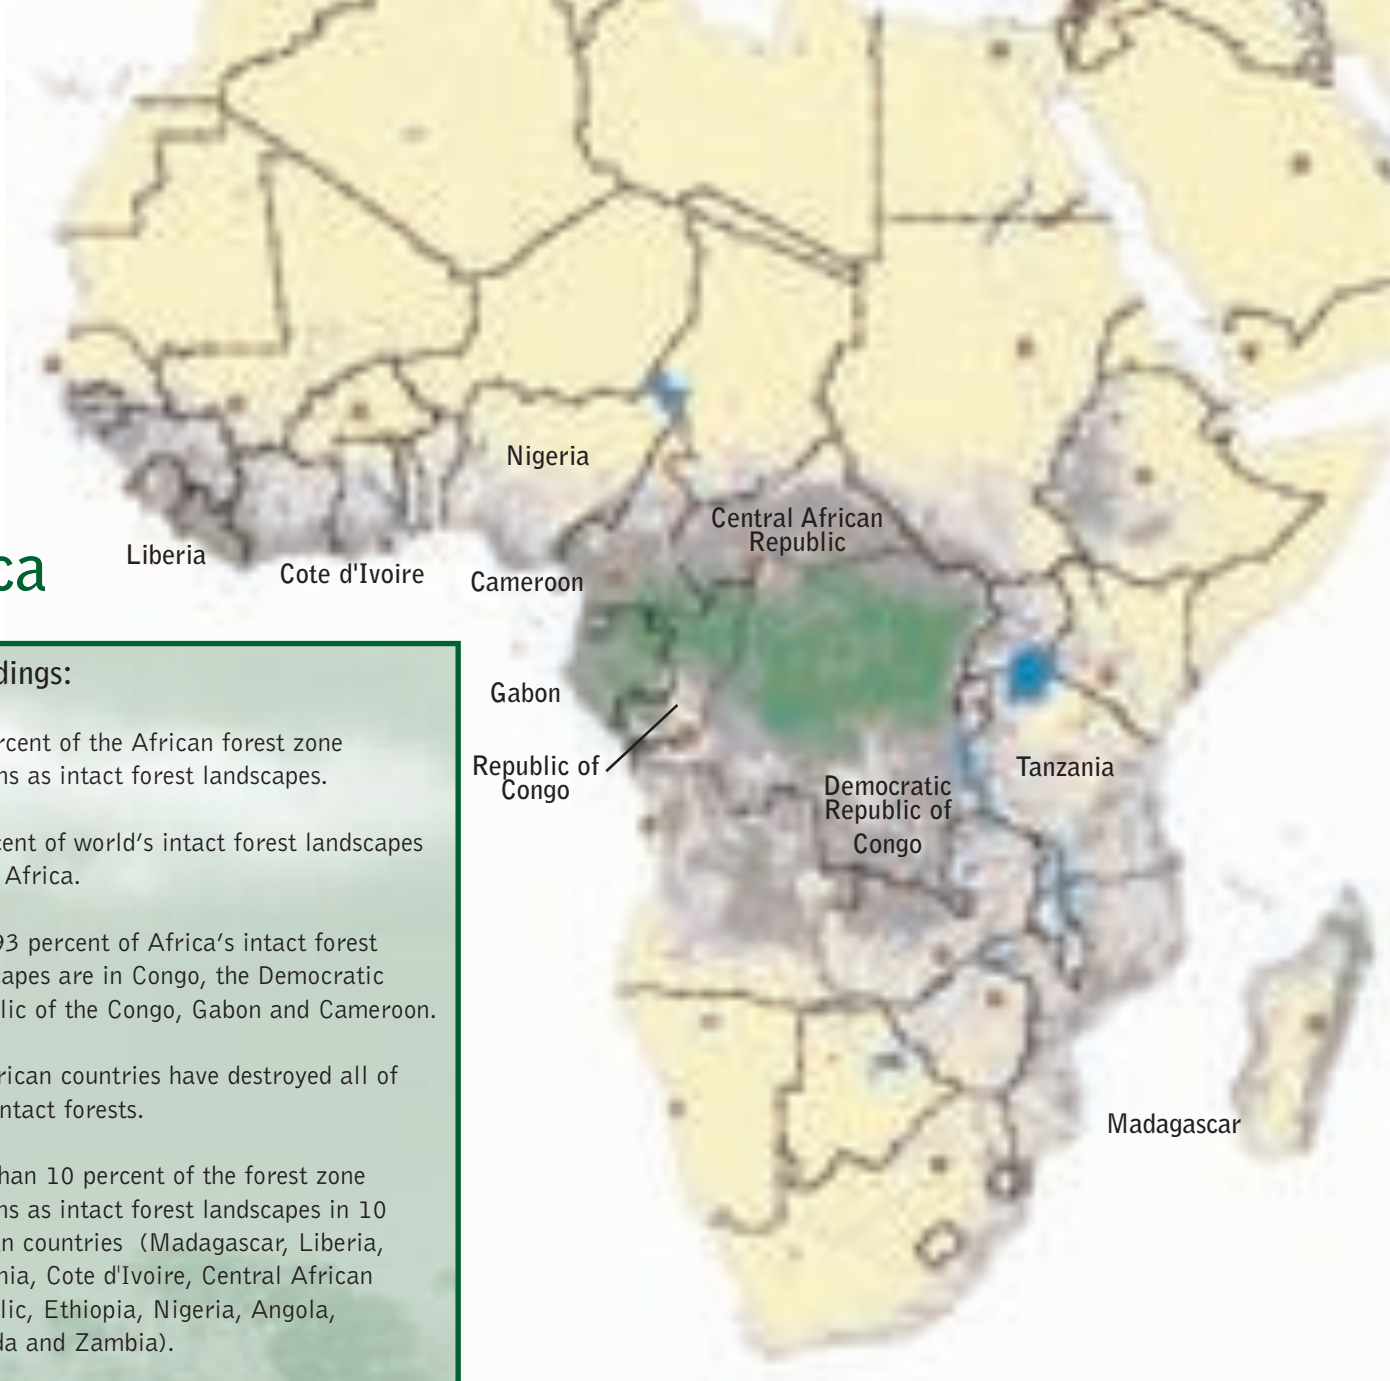 Nigeria
Central African
Republic
Liberia
Cote d'Ivoire
Cameroon
Gabon
Republic of
Congo
Democratic
Republic of
Congo
Tanzania
Madagascar
ca
dings:
rcent of the African forest zone
ns as intact forest landscapes.
cent of world's intact forest landscapes
Africa.
93 percent of Africa's intact forest
capes are in Congo, the Democratic
lic of the Congo, Gabon and Cameroon.
rican countries have destroyed all of
ntact forests.
han 10 percent of the forest zone
ns as intact forest landscapes in 10
n countries (Madagascar, Liberia,
nia, Cote d'Ivoire, Central African
lic, Ethiopia, Nigeria, Angola,
da and Zambia).